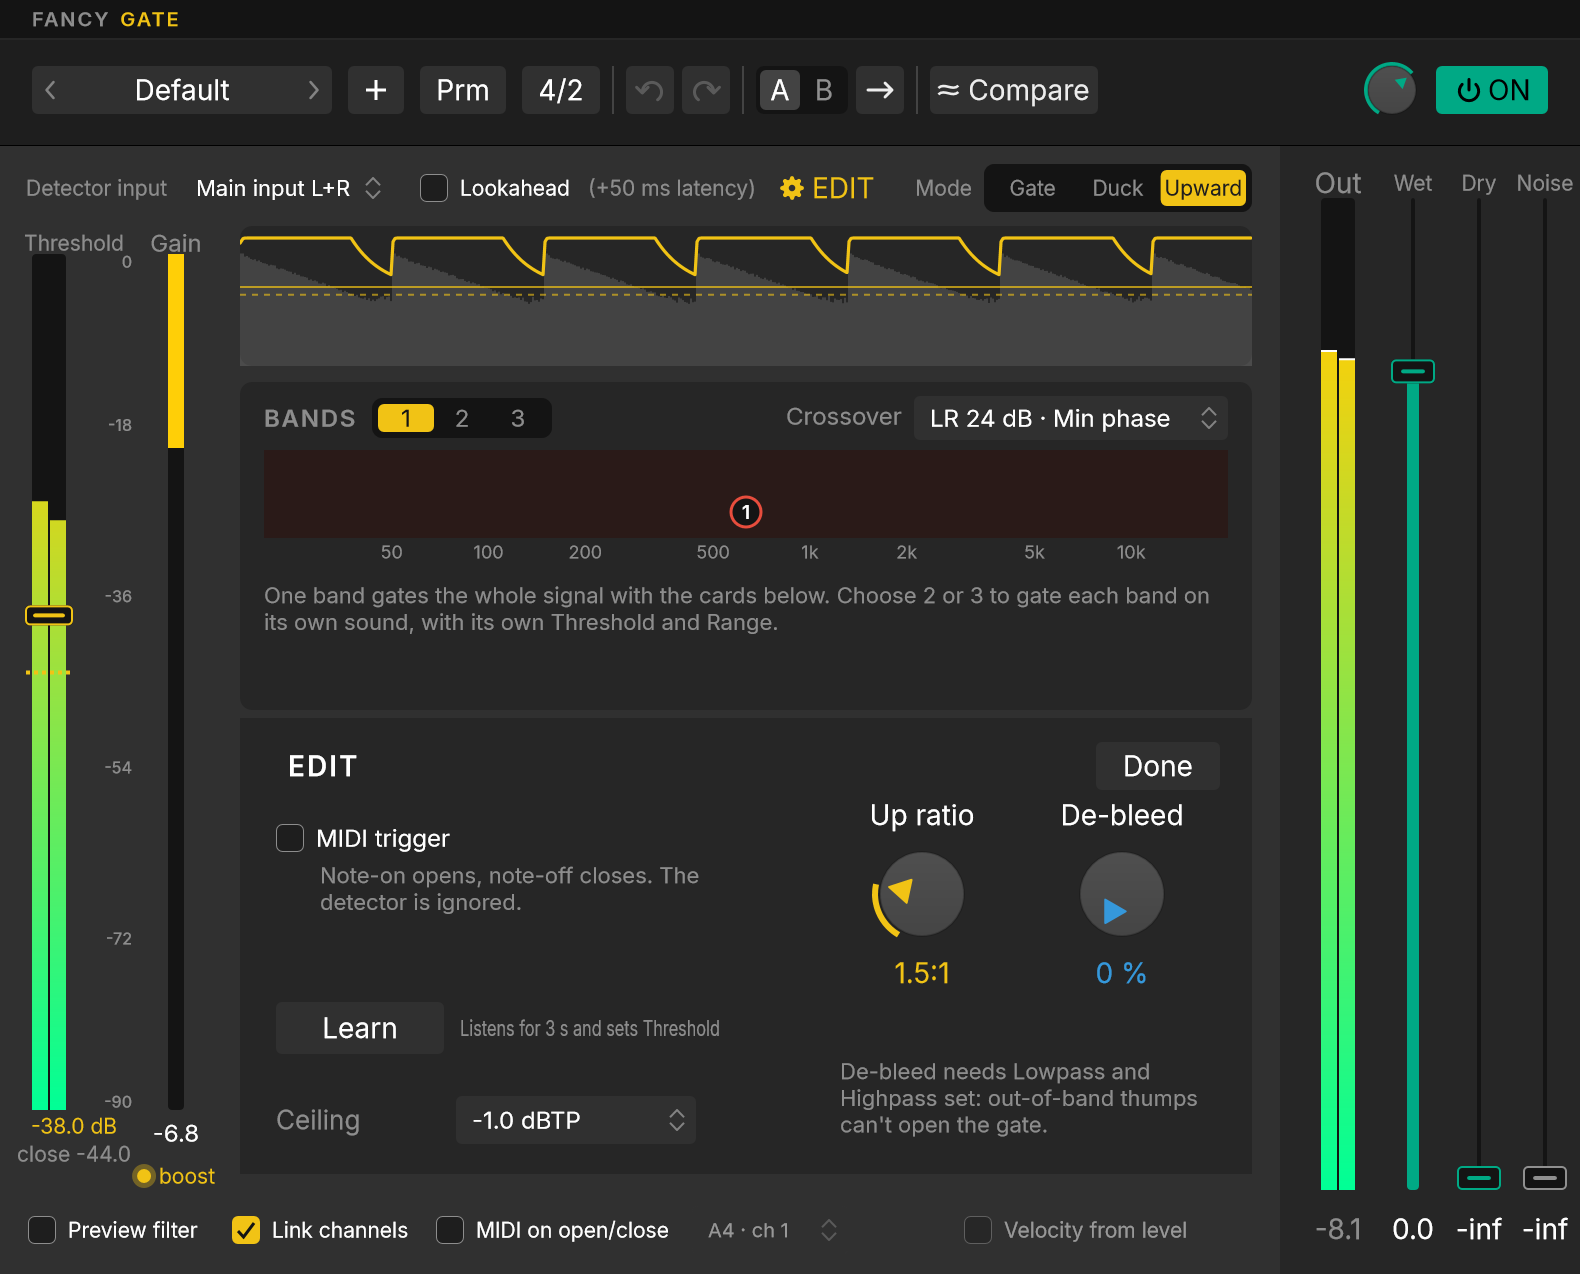 FANCY GATE
Default
+
Prm
4/2
A B
→
≈ Compare
ON
Detector input Main input L+R Lookahead (+50 ms latency) EDIT Mode Gate Duck Upward
Out Wet Dry Noise
Threshold Gain
0
-18
-36
-54
-72
-90
-38.0 dB
close -44.0
-6.8
boost
BANDS 1 2 3 Crossover LR 24 dB · Min phase
1
50 100 200 500 1k 2k 5k 10k
One band gates the whole signal with the cards below. Choose 2 or 3 to gate each band on
its own sound, with its own Threshold and Range.
EDIT Done
MIDI trigger
Note-on opens, note-off closes. The
detector is ignored.
Up ratio De-bleed
1.5:1 0 %
Learn Listens for 3 s and sets Threshold
De-bleed needs Lowpass and
Highpass set: out-of-band thumps
can't open the gate.
Ceiling -1.0 dBTP
Preview filter Link channels MIDI on open/close A4 · ch 1 Velocity from level
-8.1 0.0 -inf -inf